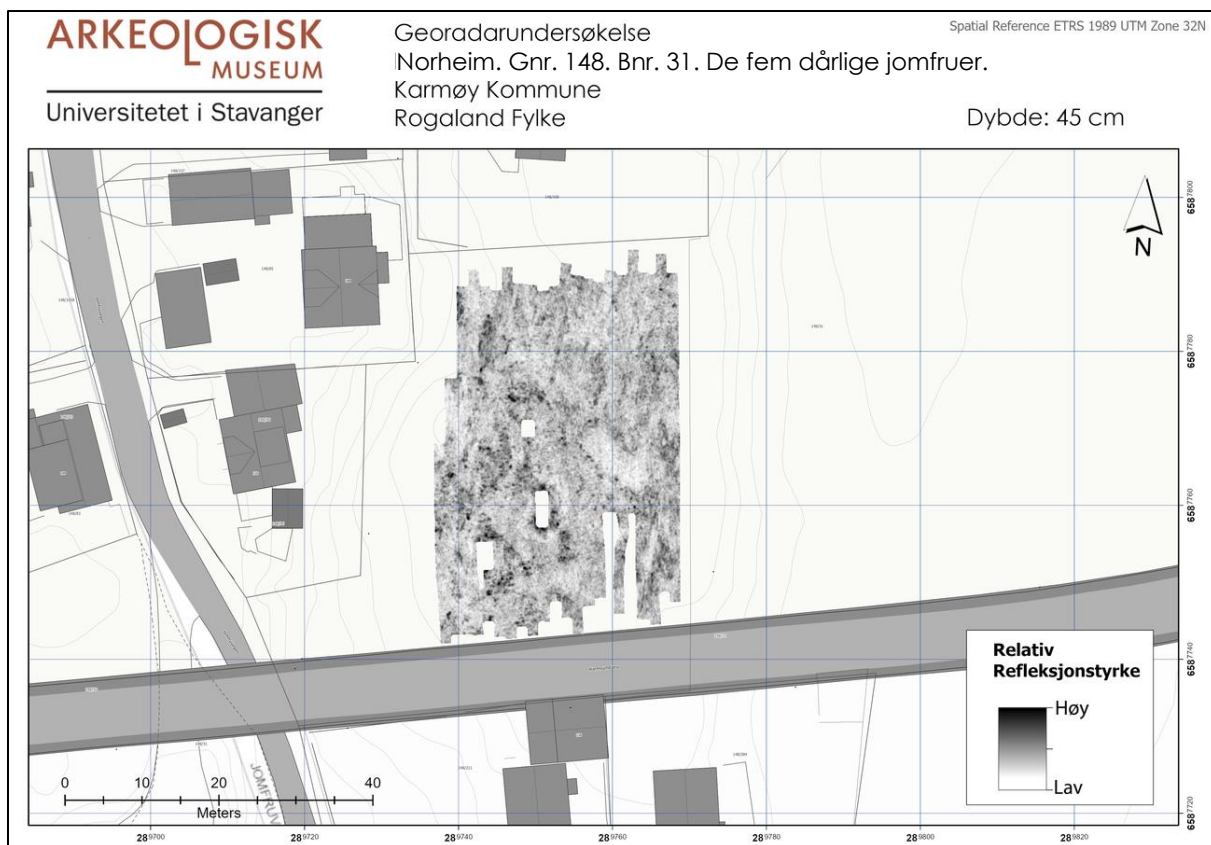 ARKEOLOGISK
MUSEUM
Universitetet i Stavanger
Georadarundersøkelse
Norheim. Gnr. 148. Bnr. 31. De fem dårlige jomfruer.
Karmøy Kommune
Rogaland Fylke
Spatial Reference ETRS 1989 UTM Zone 32N
Dybde: 45 cm
N
6587800
6587780
6587760
6587740
6587720
Relativ
Refleksjonstyrke
Høy
Lav
JOMFRUV
0 10 20 40
Meters
289700 289720 289740 289760 289780 289800 289820